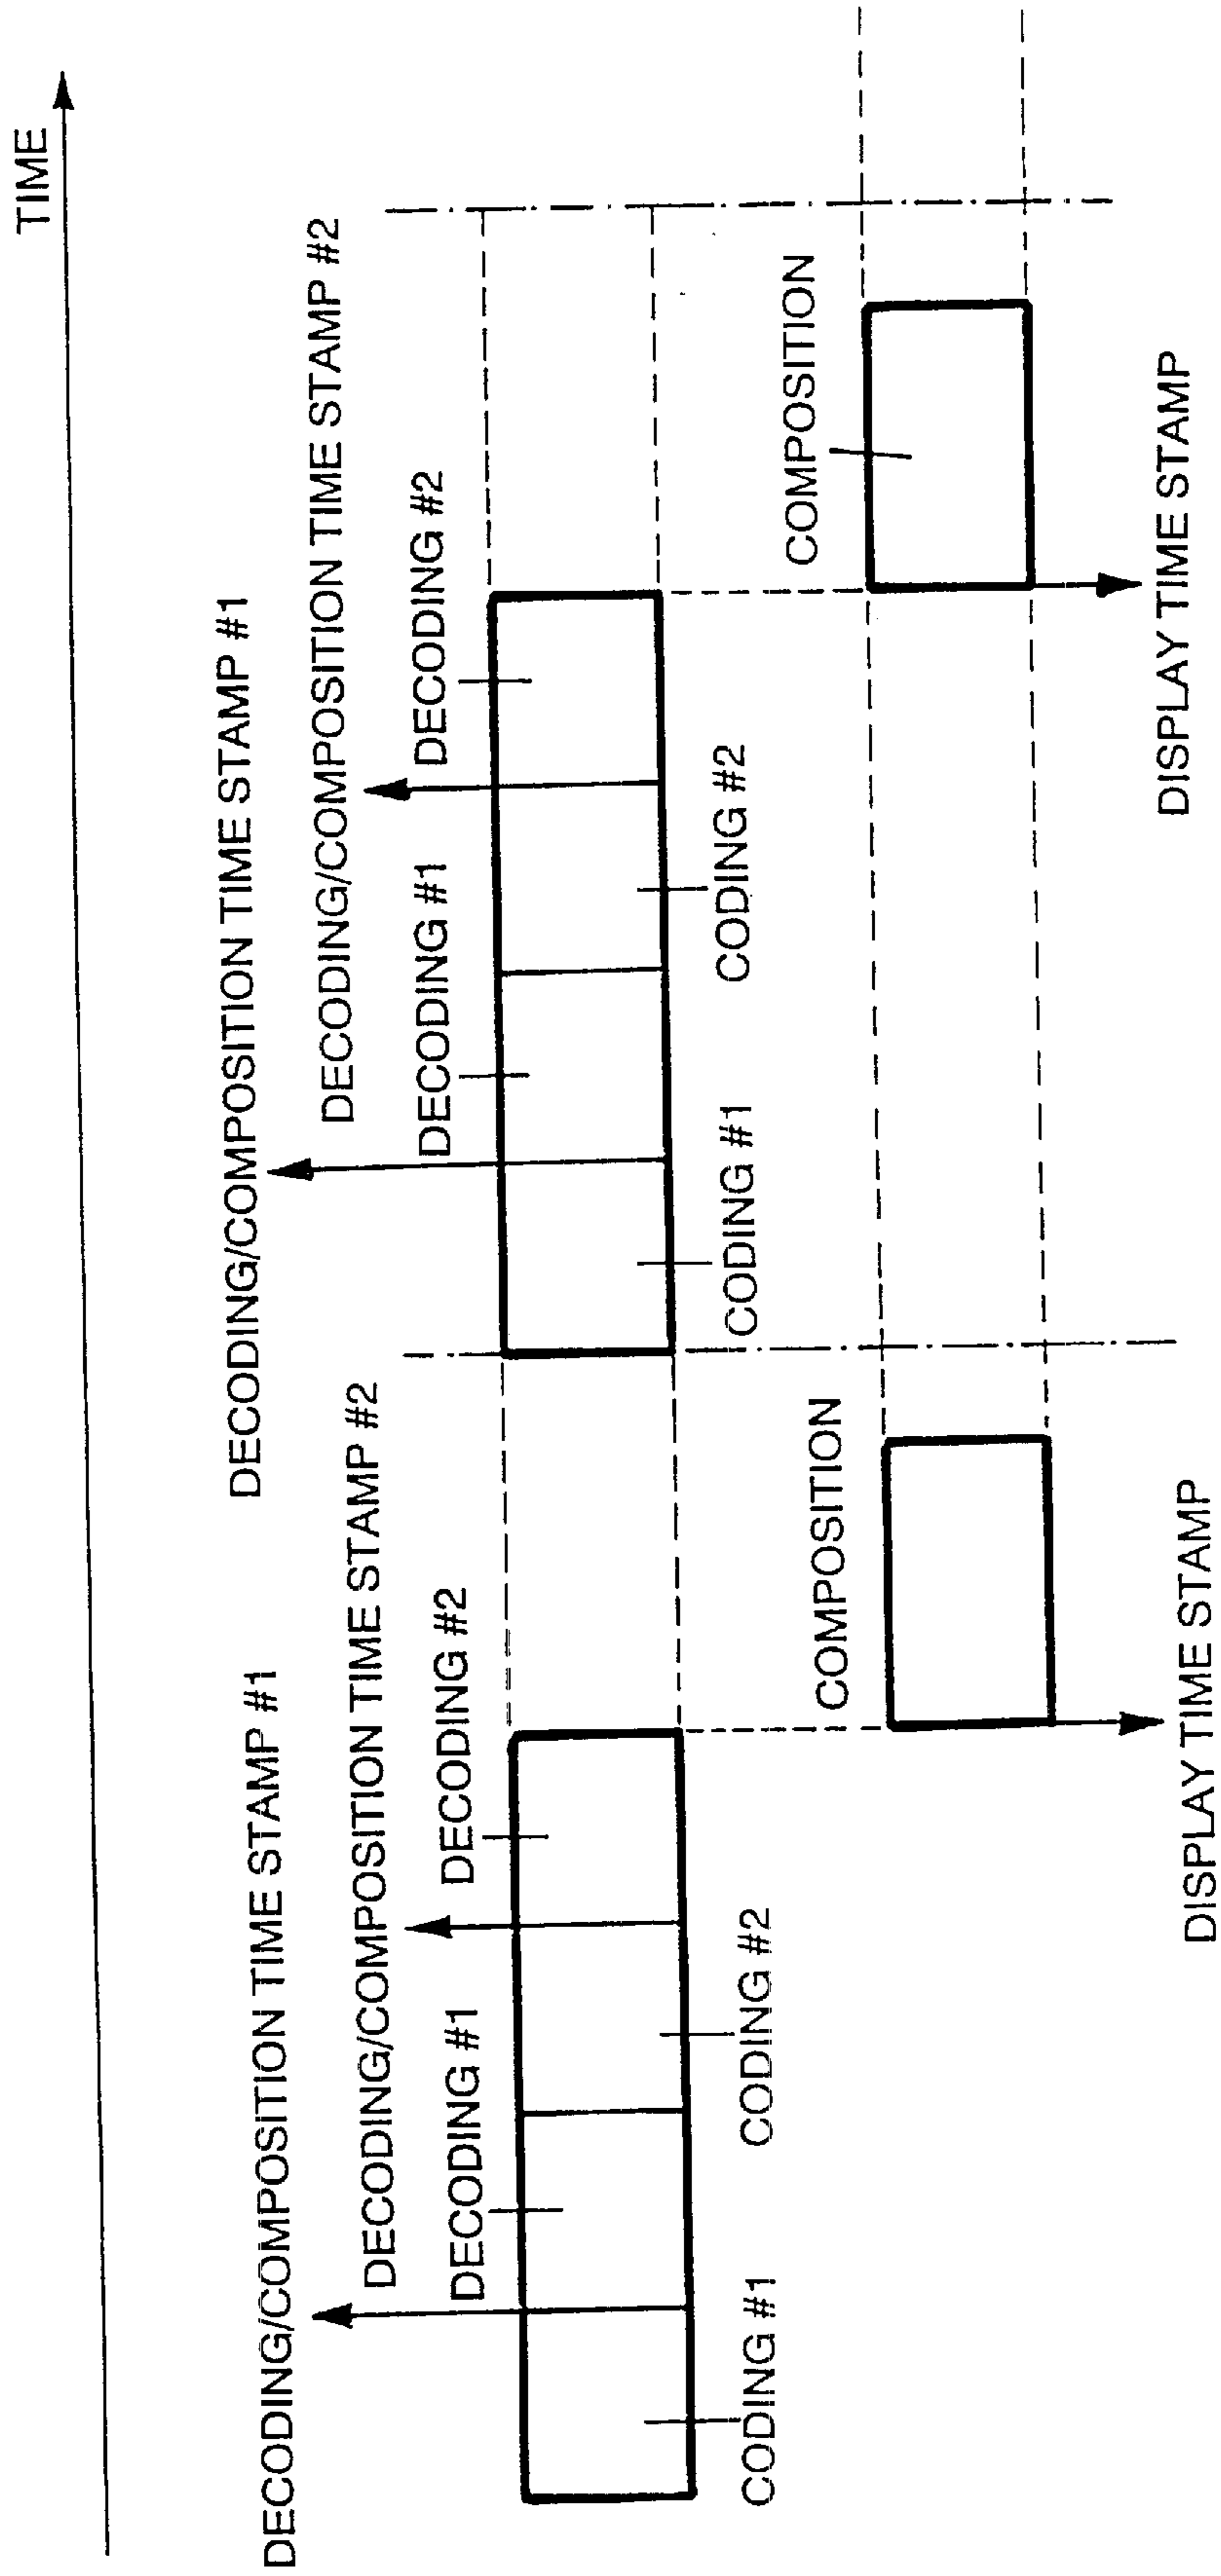 TIME
DECODING/COMPOSITION TIME STAMP #1
DECODING/COMPOSITION TIME STAMP #2
DECODING #1
DECODING #2
CODING #1
CODING #2
COMPOSITION
DISPLAY TIME STAMP
DECODING/COMPOSITION TIME STAMP #1
DECODING/COMPOSITION TIME STAMP #2
DECODING #1
DECODING #2
CODING #1
CODING #2
COMPOSITION
DISPLAY TIME STAMP